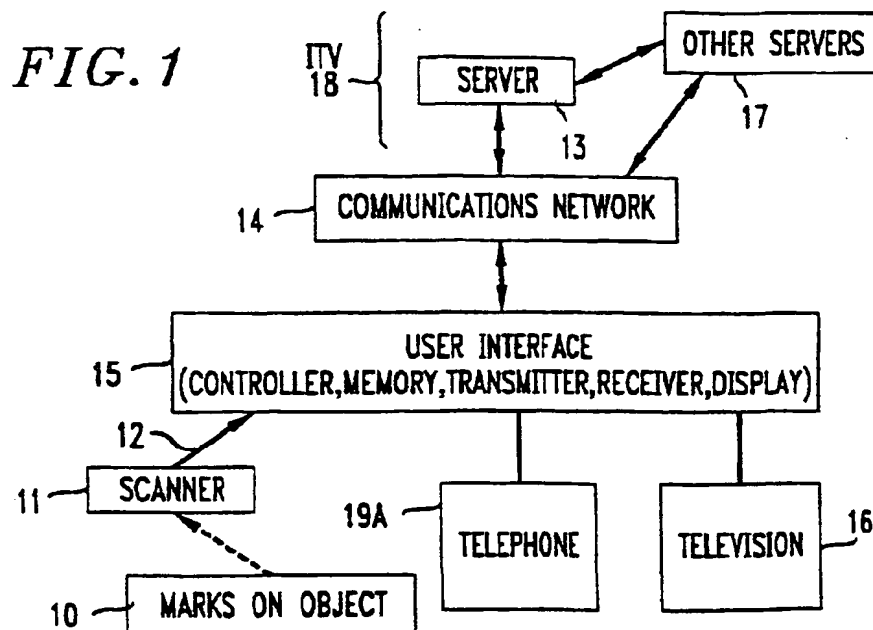 FIG. 1
ITV
18
SERVER
13
OTHER SERVERS
17
14
COMMUNICATIONS NETWORK
15
USER INTERFACE
(CONTROLLER,MEMORY,TRANSMITTER,RECEIVER,DISPLAY)
12
11
SCANNER
19A
TELEPHONE
TELEVISION
16
10
MARKS ON OBJECT